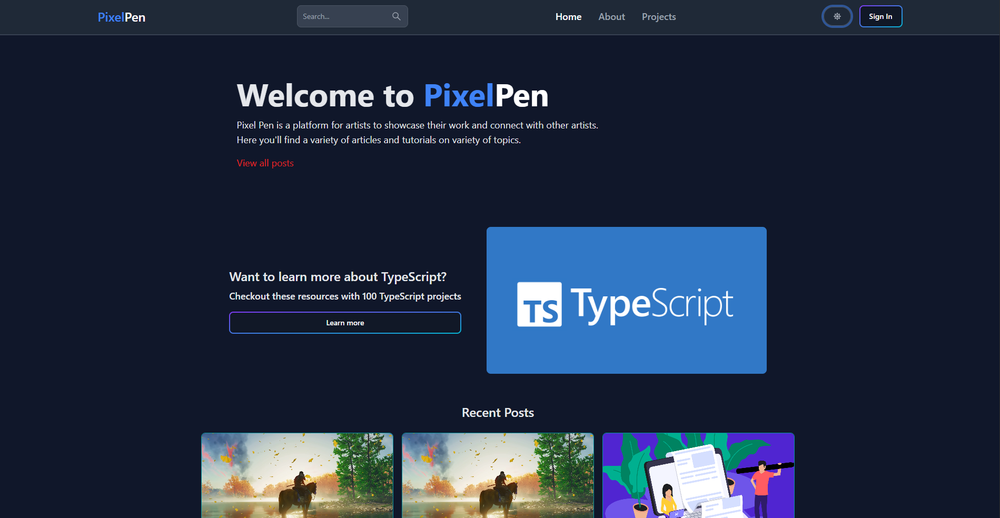 PixelPen
Search...
Home
About
Projects
Sign In
Welcome to PixelPen
Pixel Pen is a platform for artists to showcase their work and connect with other artists.
Here you'll find a variety of articles and tutorials on variety of topics.
View all posts
Want to learn more about TypeScript?
Checkout these resources with 100 TypeScript projects
Learn more
TS TypeScript
Recent Posts